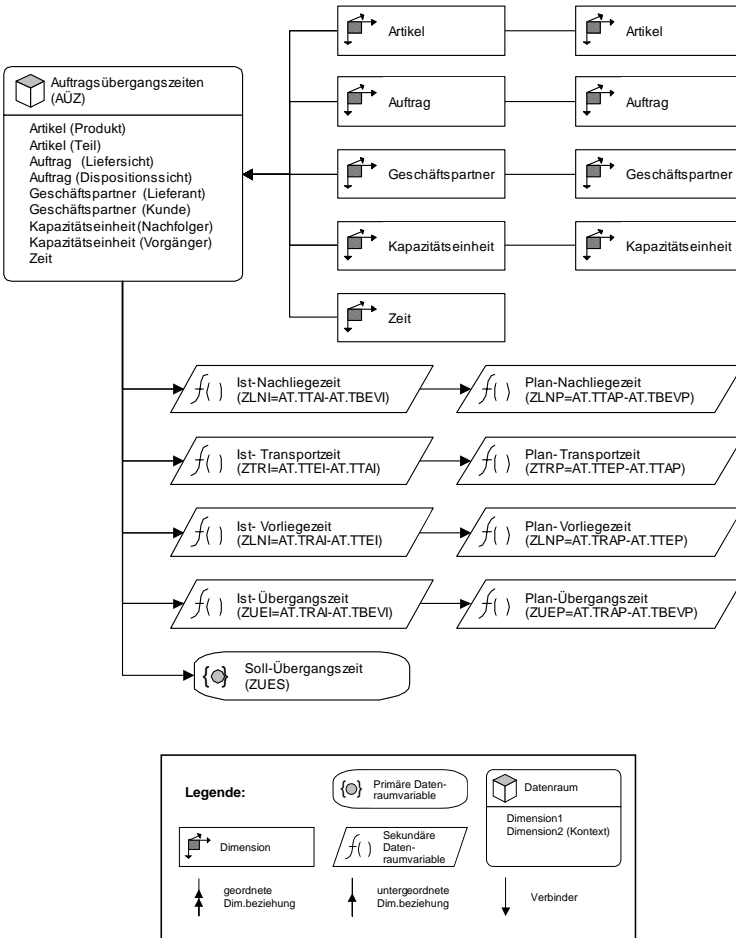 Auftragsübergangszeiten
(AÜZ)
Artikel (Produkt)
Artikel (Teil)
Auftrag (Liefersicht)
Auftrag (Dispositionssicht)
Geschäftspartner (Lieferant)
Geschäftspartner (Kunde)
Kapazitätseinheit (Nachfolger)
Kapazitätseinheit (Vorgänger)
Zeit
Artikel
Artikel
Auftrag
Auftrag
Geschäftspartner
Geschäftspartner
Kapazitätseinheit
Kapazitätseinheit
Zeit
f( ) Ist-Nachliegezeit
(ZLNI=AT.TTAI-AT.TBEVI)
f( ) Plan-Nachliegezeit
(ZLNP=AT.TTAP-AT.TBEVP)
f( ) Ist- Transportzeit
(ZTRI=AT.TTEI-AT.TTAI)
f( ) Plan- Transportzeit
(ZTRP=AT.TTEP-AT.TTAP)
f( ) Ist- Vorliegezeit
(ZLNI=AT.TRAI-AT.TTEI)
f( ) Plan- Vorliegezeit
(ZLNP=AT.TRAP-AT.TTEP)
f( ) Ist-Übergangszeit
(ZUEI=AT.TRAI-AT.TBEVI)
f( ) Plan-Übergangszeit
(ZUEP=AT.TRAP-AT.TBEVP)
{ } Soll-Übergangszeit
(ZUES)
Legende:
{ } Primäre Daten-
raumvariable
Datenraum
Dimension1
Dimension2 (Kontext)
Dimension
f( ) Sekundäre
Daten-
raumvariable
geordnete
Dim.beziehung
untergeordnete
Dim.beziehung
Verbinder